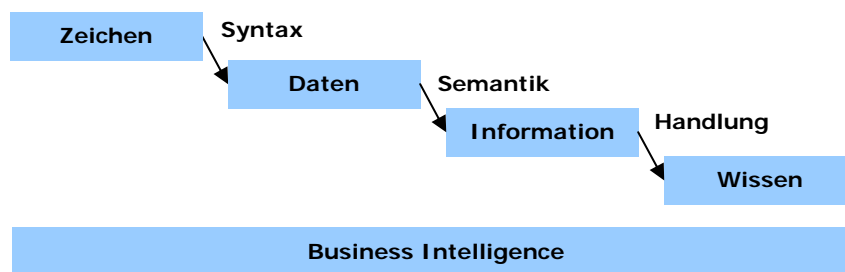 Zeichen
Syntax
Daten
Semantik
Information
Handlung
Wissen
Business Intelligence